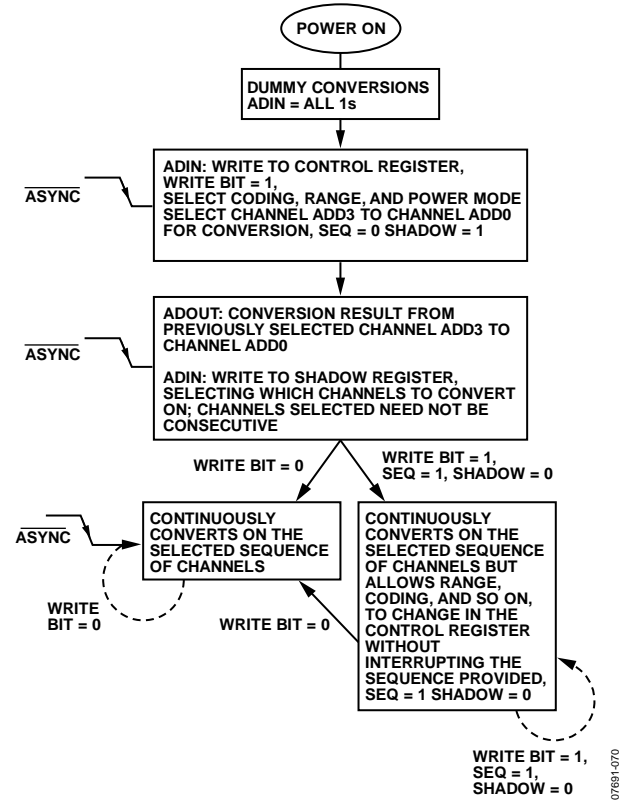 POWER ON
DUMMY CONVERSIONS
ADIN = ALL 1s
ASYNC
ADIN: WRITE TO CONTROL REGISTER,
WRITE BIT = 1,
SELECT CODING, RANGE, AND POWER MODE
SELECT CHANNEL ADD3 TO CHANNEL ADD0
FOR CONVERSION, SEQ = 0 SHADOW = 1
ASYNC
ADOUT: CONVERSION RESULT FROM
PREVIOUSLY SELECTED CHANNEL ADD3 TO
CHANNEL ADD0
ADIN: WRITE TO SHADOW REGISTER,
SELECTING WHICH CHANNELS TO CONVERT
ON; CHANNELS SELECTED NEED NOT BE
CONSECUTIVE
WRITE BIT = 0
WRITE BIT = 1,
SEQ = 1, SHADOW = 0
ASYNC
CONTINUOUSLY
CONVERTS ON THE
SELECTED SEQUENCE
OF CHANNELS
WRITE
BIT = 0
WRITE BIT = 0
CONTINUOUSLY
CONVERTS ON THE
SELECTED SEQUENCE
OF CHANNELS BUT
ALLOWS RANGE,
CODING, AND SO ON,
TO CHANGE IN THE
CONTROL REGISTER
WITHOUT
INTERRUPTING THE
SEQUENCE PROVIDED,
SEQ = 1 SHADOW = 0
WRITE BIT = 1,
SEQ = 1,
SHADOW = 0
07691-070